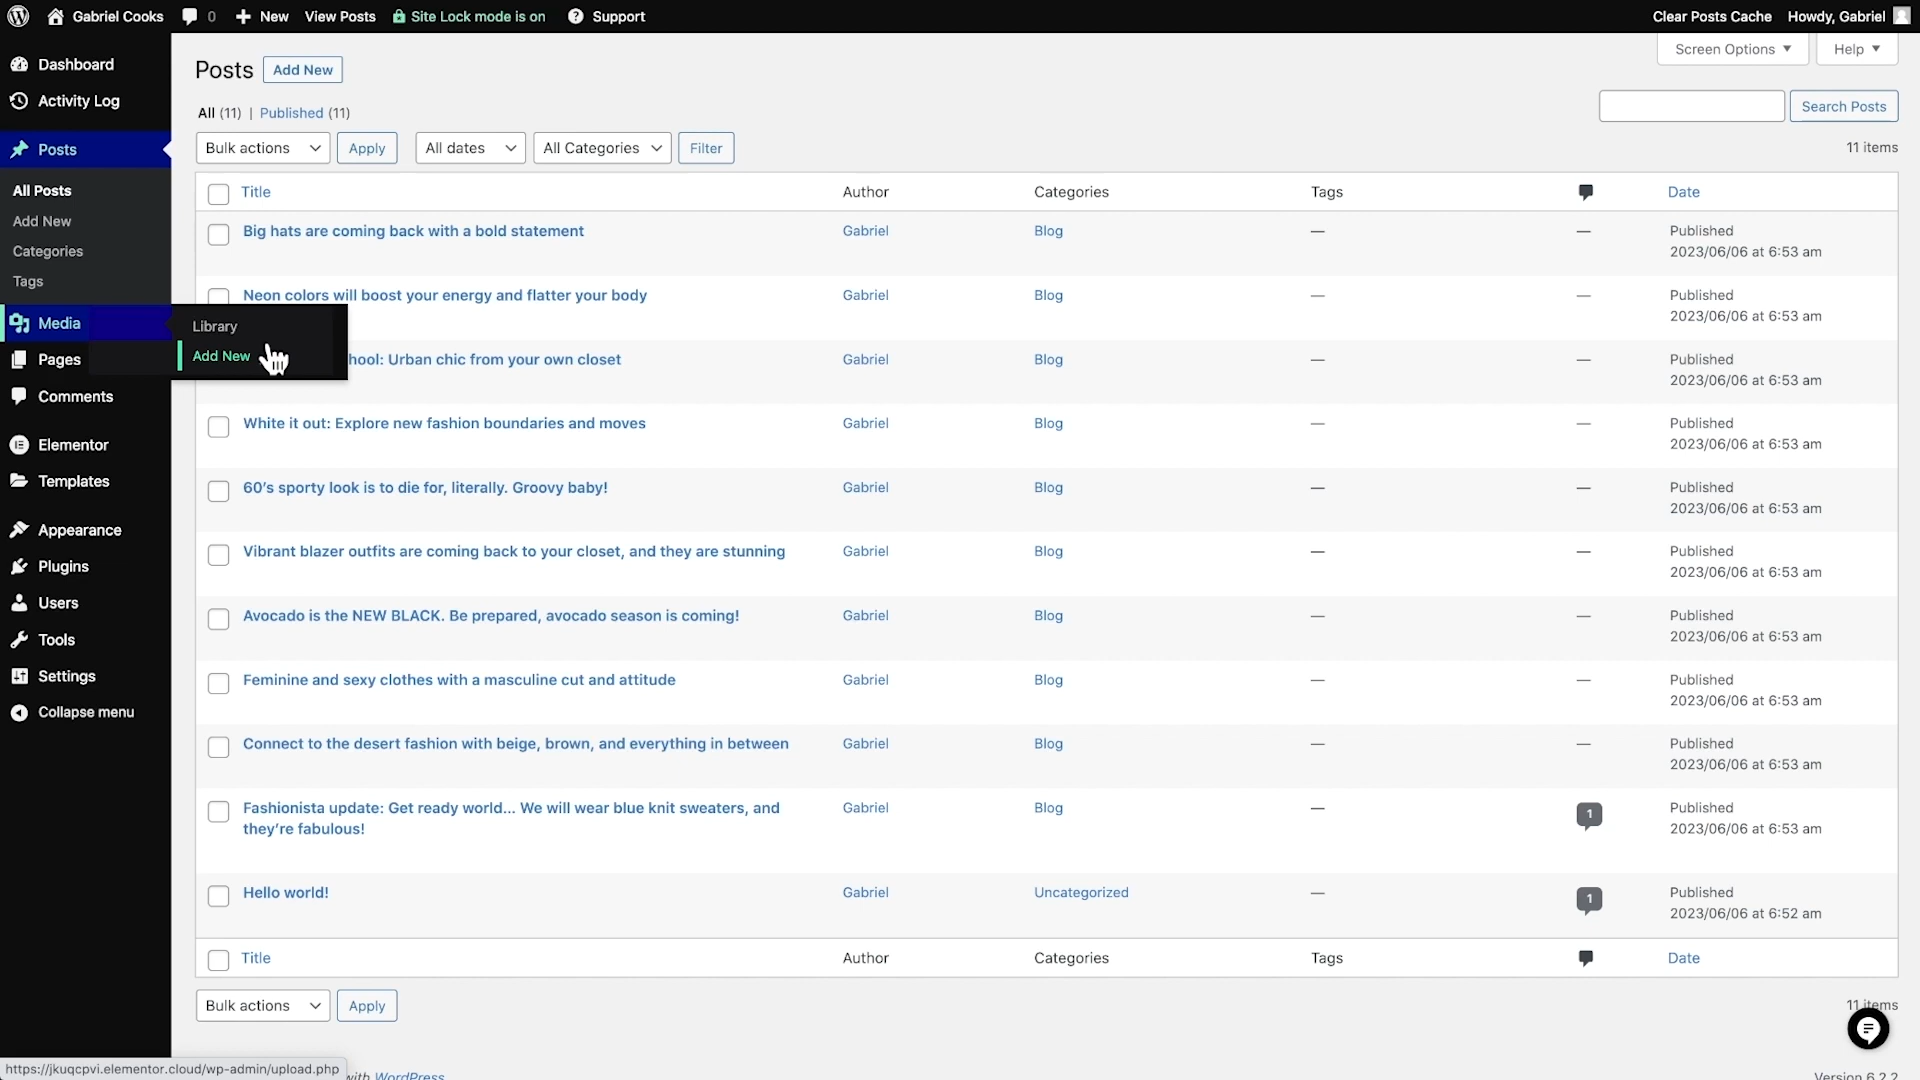 Gabriel Cooks 0 New View Posts Site Lock mode is on Support Clear Posts Cache Howdy, Gabriel
Screen Options Help
Dashboard
Activity Log
Posts
All Posts
Add New
Categories
Tags
Media
Library
Add New
Pages
Comments
Elementor
Templates
Appearance
Plugins
Users
Tools
Settings
Collapse menu
Posts Add New
All (11) | Published (11)
Search Posts
Bulk actions Apply All dates All Categories Filter 11 items
Title Author Categories Tags Date
Big hats are coming back with a bold statement Gabriel Blog — — Published
2023/06/06 at 6:53 am
Neon colors will boost your energy and flatter your body Gabriel Blog — — Published
2023/06/06 at 6:53 am
hool: Urban chic from your own closet Gabriel Blog — — Published
2023/06/06 at 6:53 am
White it out: Explore new fashion boundaries and moves Gabriel Blog — — Published
2023/06/06 at 6:53 am
60's sporty look is to die for, literally. Groovy baby! Gabriel Blog — — Published
2023/06/06 at 6:53 am
Vibrant blazer outfits are coming back to your closet, and they are stunning Gabriel Blog — — Published
2023/06/06 at 6:53 am
Avocado is the NEW BLACK. Be prepared, avocado season is coming! Gabriel Blog — — Published
2023/06/06 at 6:53 am
Feminine and sexy clothes with a masculine cut and attitude Gabriel Blog — — Published
2023/06/06 at 6:53 am
Connect to the desert fashion with beige, brown, and everything in between Gabriel Blog — — Published
2023/06/06 at 6:53 am
Fashionista update: Get ready world... We will wear blue knit sweaters, and Gabriel Blog — 1 Published
they're fabulous! 2023/06/06 at 6:53 am
Hello world! Gabriel Uncategorized — 1 Published
2023/06/06 at 6:52 am
Title Author Categories Tags Date
Bulk actions Apply 11 items
https://jkuqcpvi.elementor.cloud/wp-admin/upload.php with WordPress Version 6.2.2